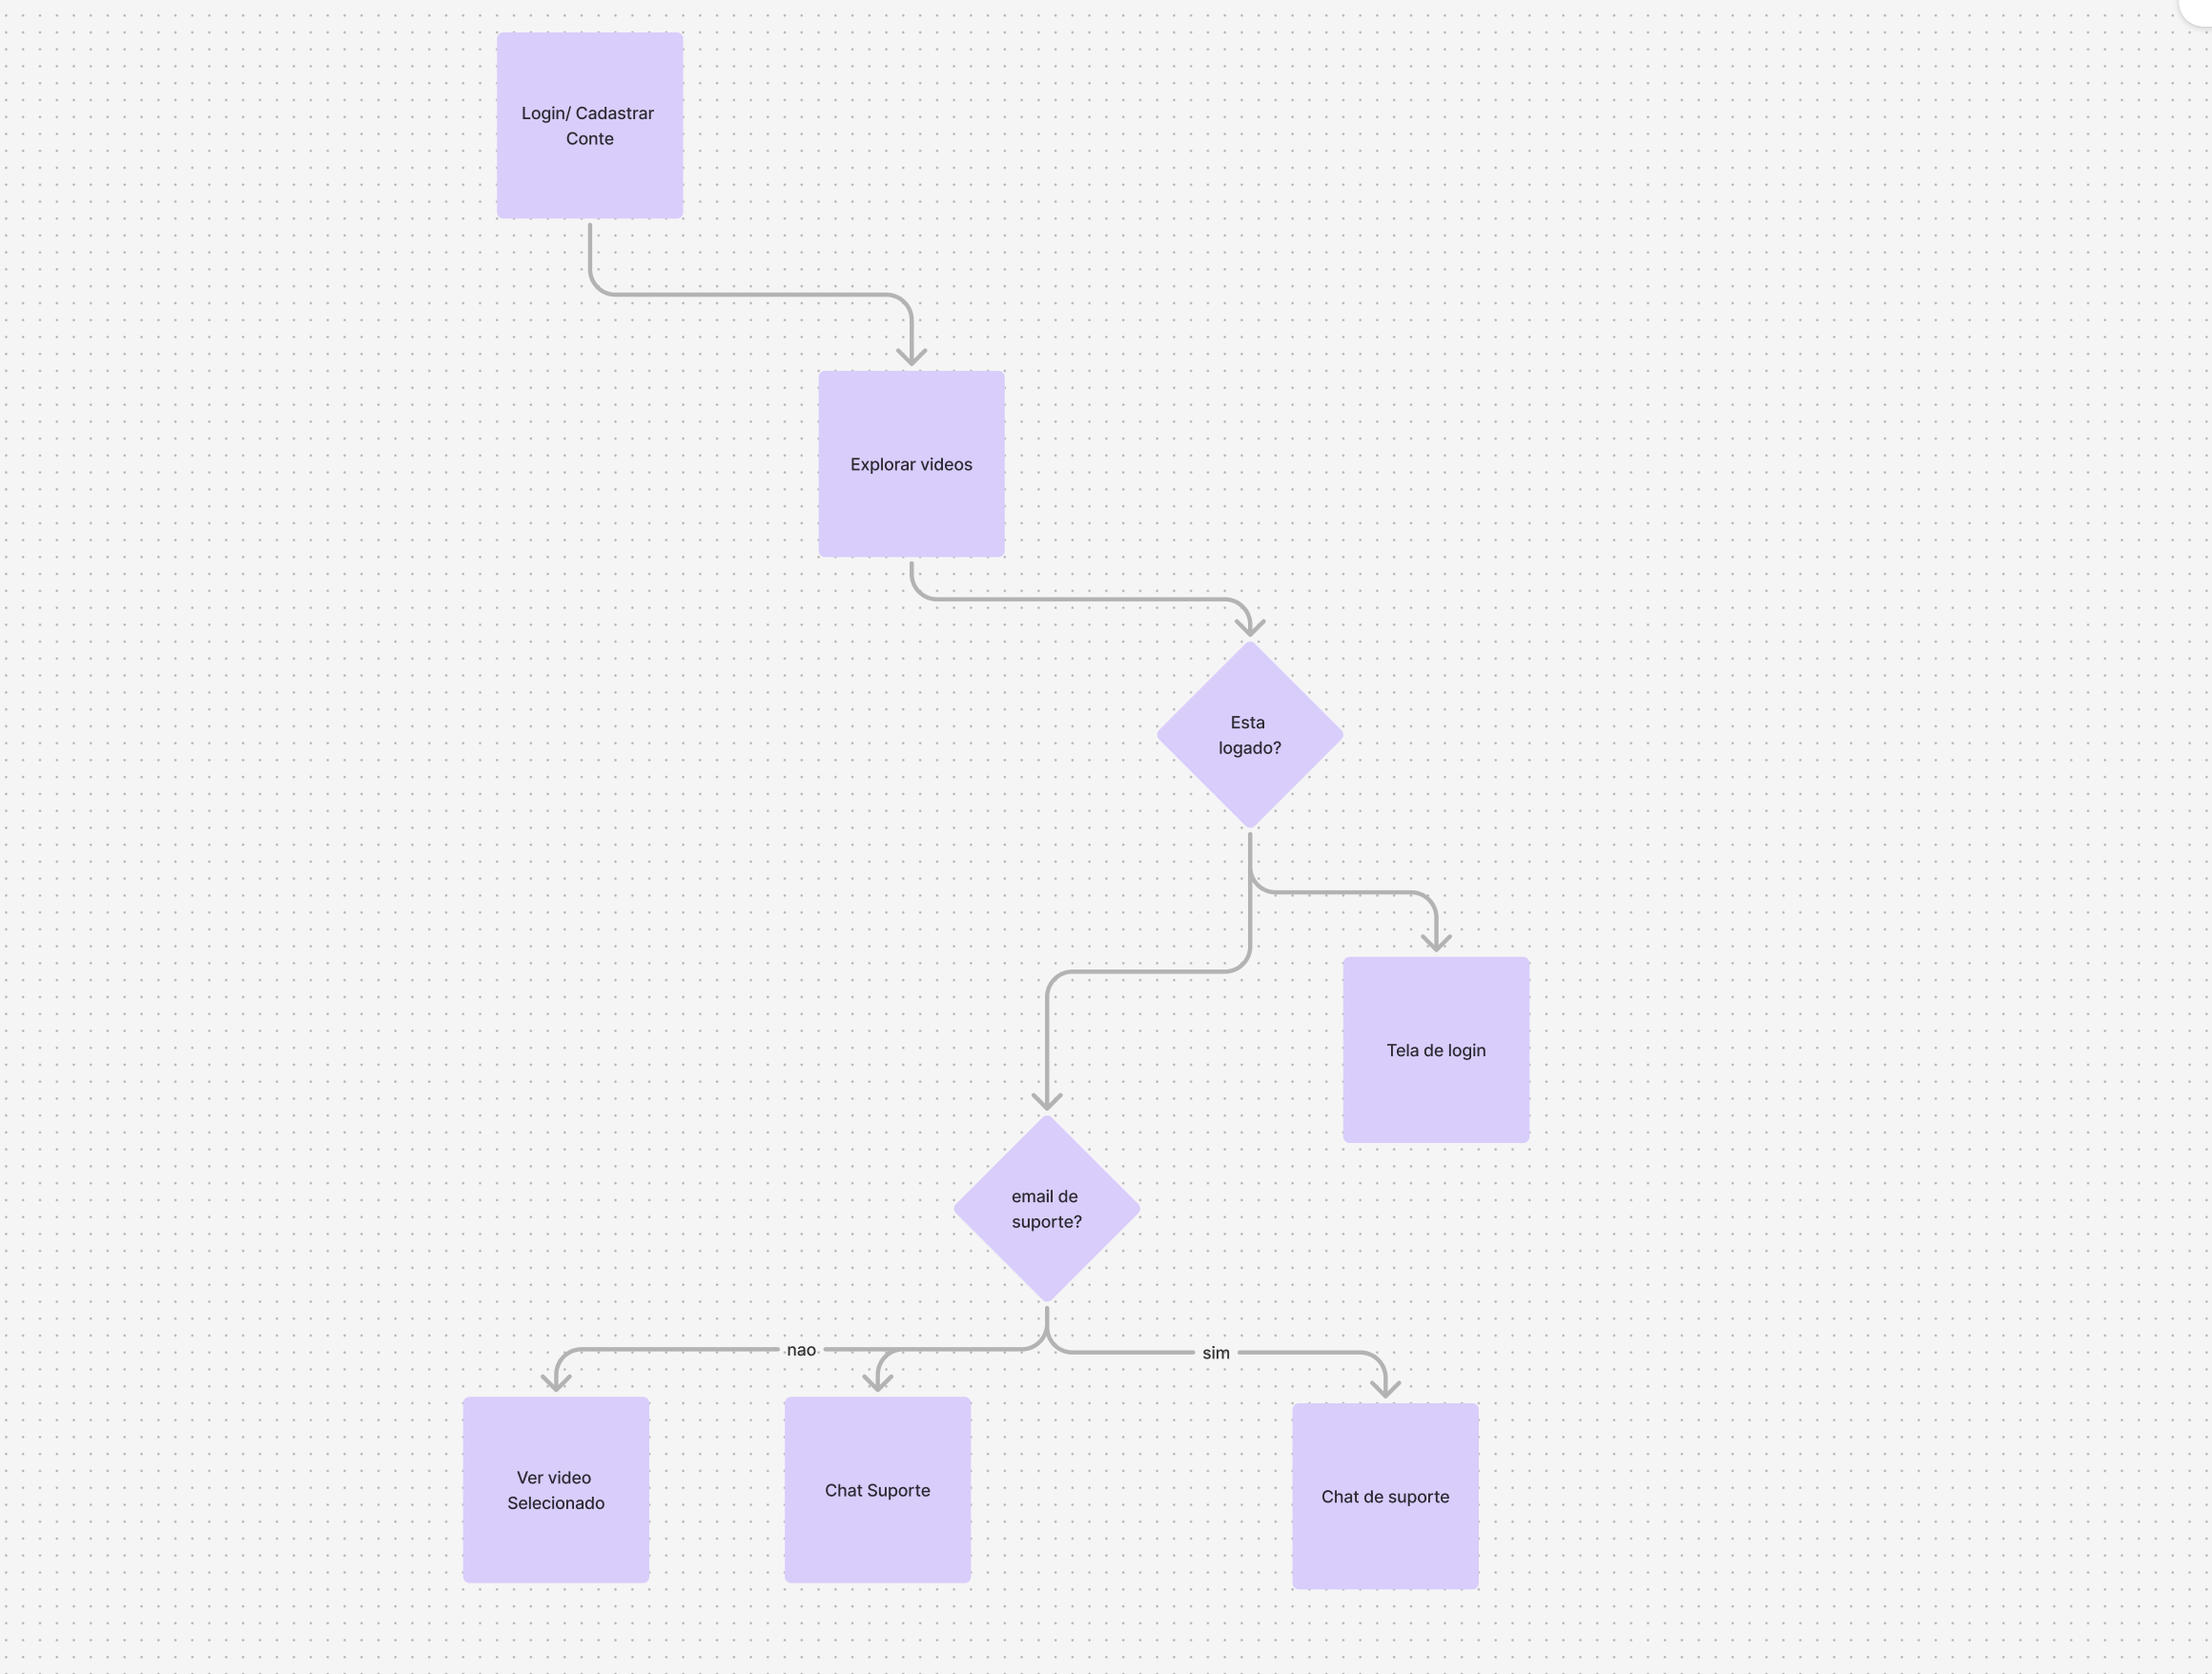 Login/ Cadastrar
Conte
Explorar videos
Esta
logado?
Tela de login
email de
suporte?
nao
sim
Ver video
Selecionado
Chat Suporte
Chat de suporte